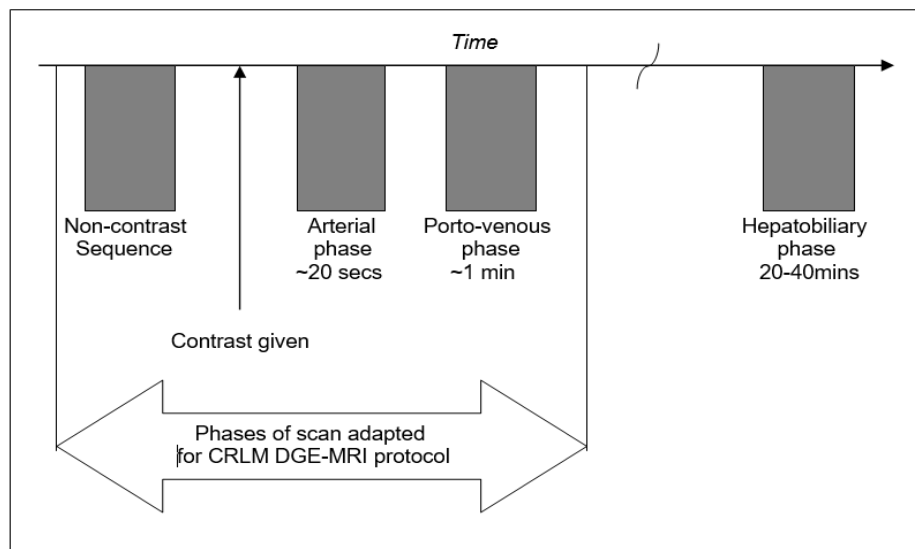 Time
Non-contrast
Sequence
Arterial
phase
~20 secs
Porto-venous
phase
~1 min
Hepatobiliary
phase
20-40mins
Contrast given
Phases of scan adapted
for CRLM DGE-MRI protocol